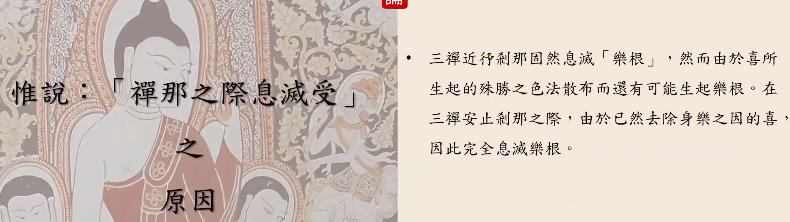 惟說：「禪那之際息滅受」
之
原因
• 三禪近行剎那固然息滅「樂根」，然而由於喜所
生起的殊勝之色法散布而還有可能生起樂根。在
三禪安止剎那之際，由於已然去除身樂之因的喜，
因此完全息滅樂根。